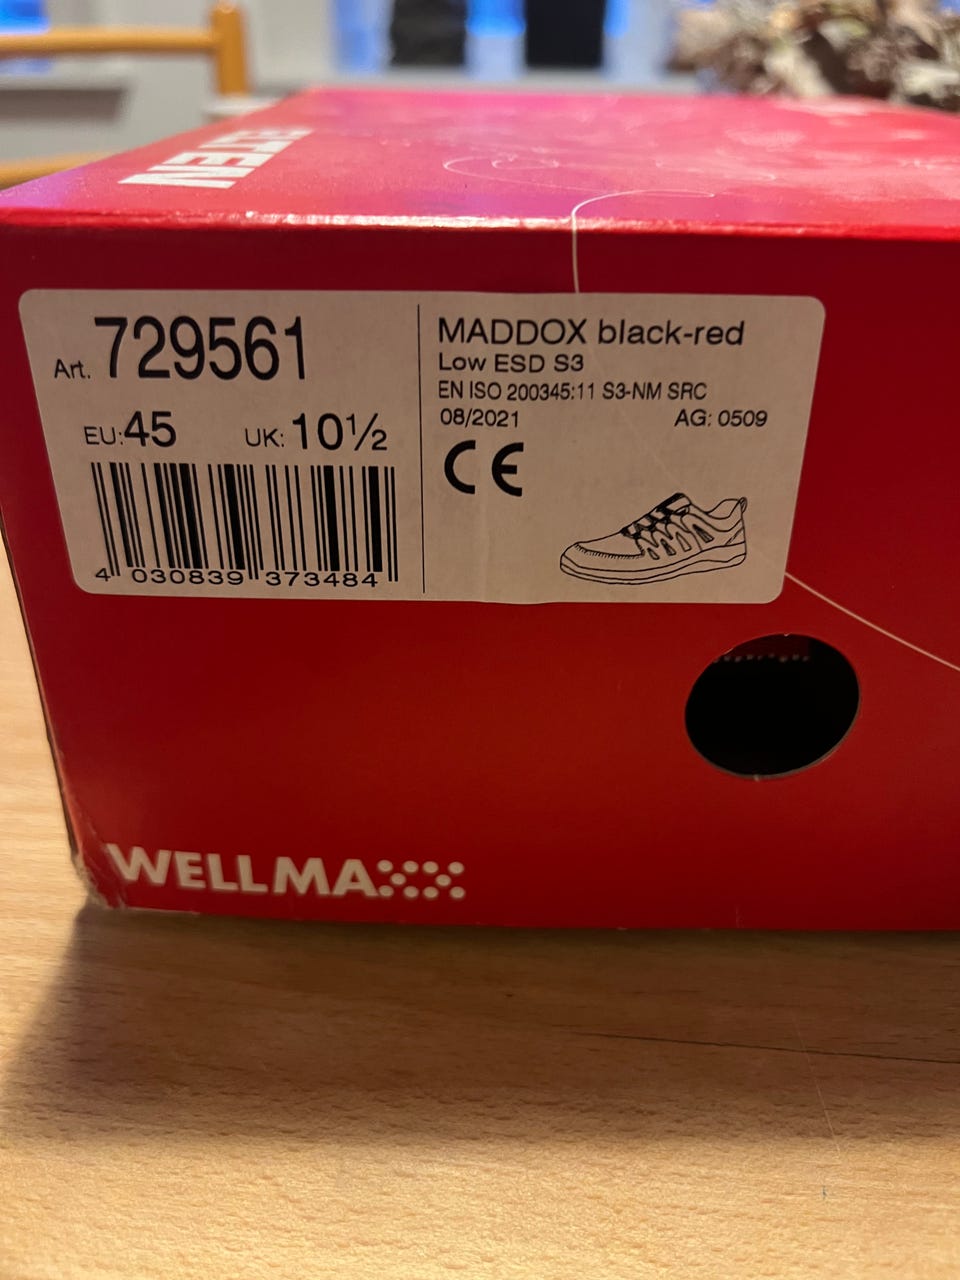 ELTEN
Art. 729561
EU:45 UK: 10½
4 030839 373484
MADDOX black-red
Low ESD S3
EN ISO 200345:11 S3-NM SRC
08/2021 AG: 0509
CE
WELLMAXX